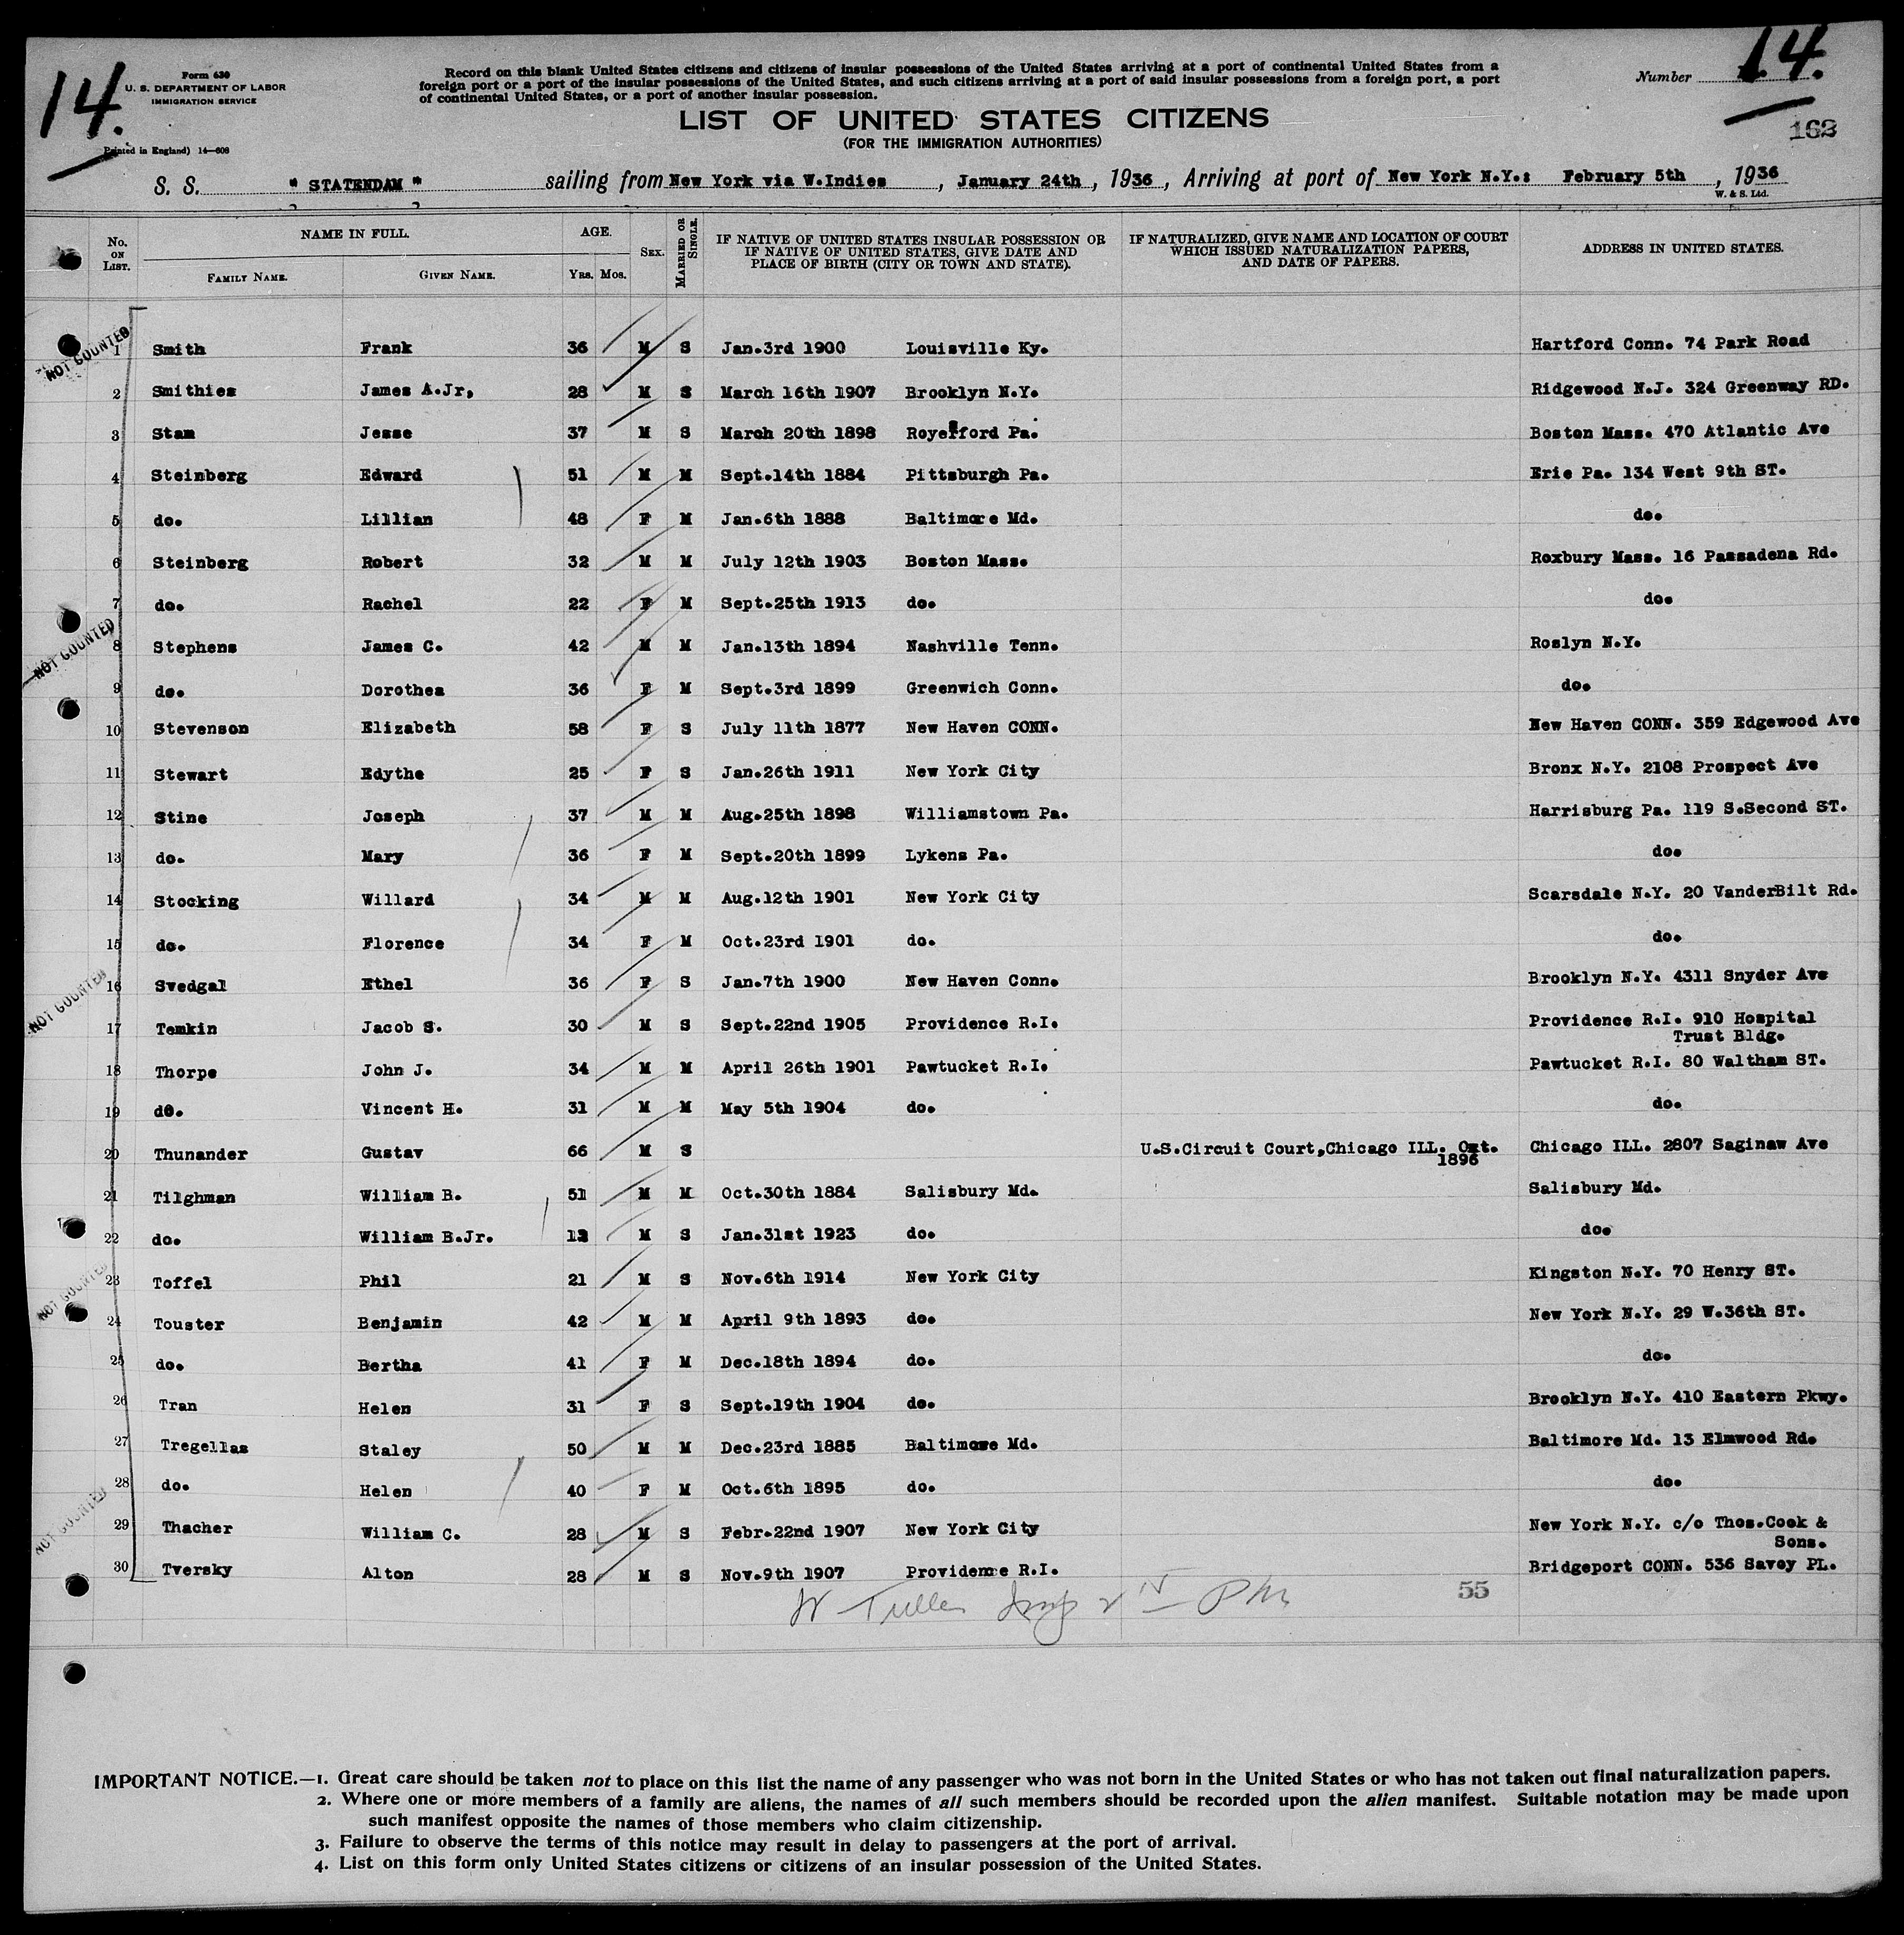 14.
Form 630
U. S. DEPARTMENT OF LABOR
IMMIGRATION SERVICE
Printed in England) 14—608
Record on this blank United States citizens and citizens of insular possessions of the United States arriving at a port of continental United States from a
foreign port or a port of the insular possessions of the United States, and such citizens arriving at a port of said insular possessions from a foreign port, a port
of continental United States, or a port of another insular possession.
Number 14.
LIST OF UNITED STATES CITIZENS
(FOR THE IMMIGRATION AUTHORITIES)
162
S. S. " STATENDAM " sailing from New York via W.Indies , January 24th , 1936 , Arriving at port of New York N.Y.: February 5th , 1936
W. & S. Ltd.
No. ON LIST. NAME IN FULL. FAMILY NAME. GIVEN NAME. AGE. YRS. MOS. SEX. MARRIED OR SINGLE. IF NATIVE OF UNITED STATES INSULAR POSSESSION OR IF NATIVE OF UNITED STATES, GIVE DATE AND PLACE OF BIRTH (CITY OR TOWN AND STATE). IF NATURALIZED, GIVE NAME AND LOCATION OF COURT WHICH ISSUED NATURALIZATION PAPERS, AND DATE OF PAPERS. ADDRESS IN UNITED STATES.
NOT COUNTED
1 Smith Frank 36 M S Jan.3rd 1900 Louisville Ky. Hartford Conn. 74 Park Road
2 Smithies James A.Jr, 28 M S March 16th 1907 Brooklyn N.Y. Ridgewood N.J. 324 Greenway RD.
3 Stam Jesse 37 M S March 20th 1898 Royersford Pa. Boston Mass. 470 Atlantic Ave
4 Steinberg Edward 51 M M Sept.14th 1884 Pittsburgh Pa. Erie Pa. 134 West 9th ST.
5 do. Lillian 48 F M Jan.6th 1888 Baltimore Md. do.
6 Steinberg Robert 32 M M July 12th 1903 Boston Mass. Roxbury Mass. 16 Passadena Rd.
7 do. Rachel 22 F M Sept.25th 1913 do. do.
NOT COUNTED
8 Stephens James C. 42 M M Jan.13th 1894 Nashville Tenn. Roslyn N.Y.
9 do. Dorothea 36 F M Sept.3rd 1899 Greenwich Conn. do.
10 Stevenson Elizabeth 58 F S July 11th 1877 New Haven CONN. New Haven CONN. 359 Edgewood Ave
11 Stewart Edythe 25 F S Jan.26th 1911 New York City Bronx N.Y. 2108 Prospect Ave
12 Stine Joseph 37 M M Aug.25th 1898 Williamstown Pa. Harrisburg Pa. 119 S.Second ST.
13 do. Mary 36 F M Sept.20th 1899 Lykens Pa. do.
14 Stocking Willard 34 M M Aug.12th 1901 New York City Scarsdale N.Y. 20 VanderBilt Rd.
15 do. Florence 34 F M Oct.23rd 1901 do. do.
NOT COUNTED
16 Svedgal Ethel 36 F S Jan.7th 1900 New Haven Conn. Brooklyn N.Y. 4311 Snyder Ave
17 Temkin Jacob S. 30 M S Sept.22nd 1905 Providence R.I. Providence R.I. 910 Hospital
Trust Bldg.
18 Thorpe John J. 34 M M April 26th 1901 Pawtucket R.I. Pawtucket R.I. 80 Waltham ST.
19 do. Vincent H. 31 M M May 5th 1904 do. do.
20 Thunander Gustav 66 M S U.S.Circuit Court,Chicago ILL. Oct. Chicago ILL. 2807 Saginaw Ave
1896
21 Tilghman William B. 51 M M Oct.30th 1884 Salisbury Md. Salisbury Md.
22 do. William B.Jr. 13 M S Jan.31st 1923 do. do.
NOT COUNTED
23 Toffel Phil 21 M S Nov.6th 1914 New York City Kingston N.Y. 70 Henry ST.
24 Touster Benjamin 42 M M April 9th 1893 do. New York N.Y. 29 W.36th ST.
25 do. Bertha 41 F M Dec.18th 1894 do. do.
26 Tran Helen 31 F S Sept.19th 1904 do. Brooklyn N.Y. 410 Eastern Pkwy.
27 Tregellas Staley 50 M M Dec.23rd 1885 Baltimore Md. Baltimore Md. 13 Elmwood Rd.
28 do. Helen 40 F M Oct.6th 1895 do. do.
NOT COUNTED
29 Thacher William C. 28 M S Febr.22nd 1907 New York City New York N.Y. c/o Thos.Cook &
Sons.
30 Tversky Alton 28 M S Nov.9th 1907 Providence R.I. Bridgeport CONN. 536 Savoy PL.
55
IMPORTANT NOTICE.—1. Great care should be taken not to place on this list the name of any passenger who was not born in the United States or who has not taken out final naturalization papers.
2. Where one or more members of a family are aliens, the names of all such members should be recorded upon the alien manifest. Suitable notation may be made upon
such manifest opposite the names of those members who claim citizenship.
3. Failure to observe the terms of this notice may result in delay to passengers at the port of arrival.
4. List on this form only United States citizens or citizens of an insular possession of the United States.